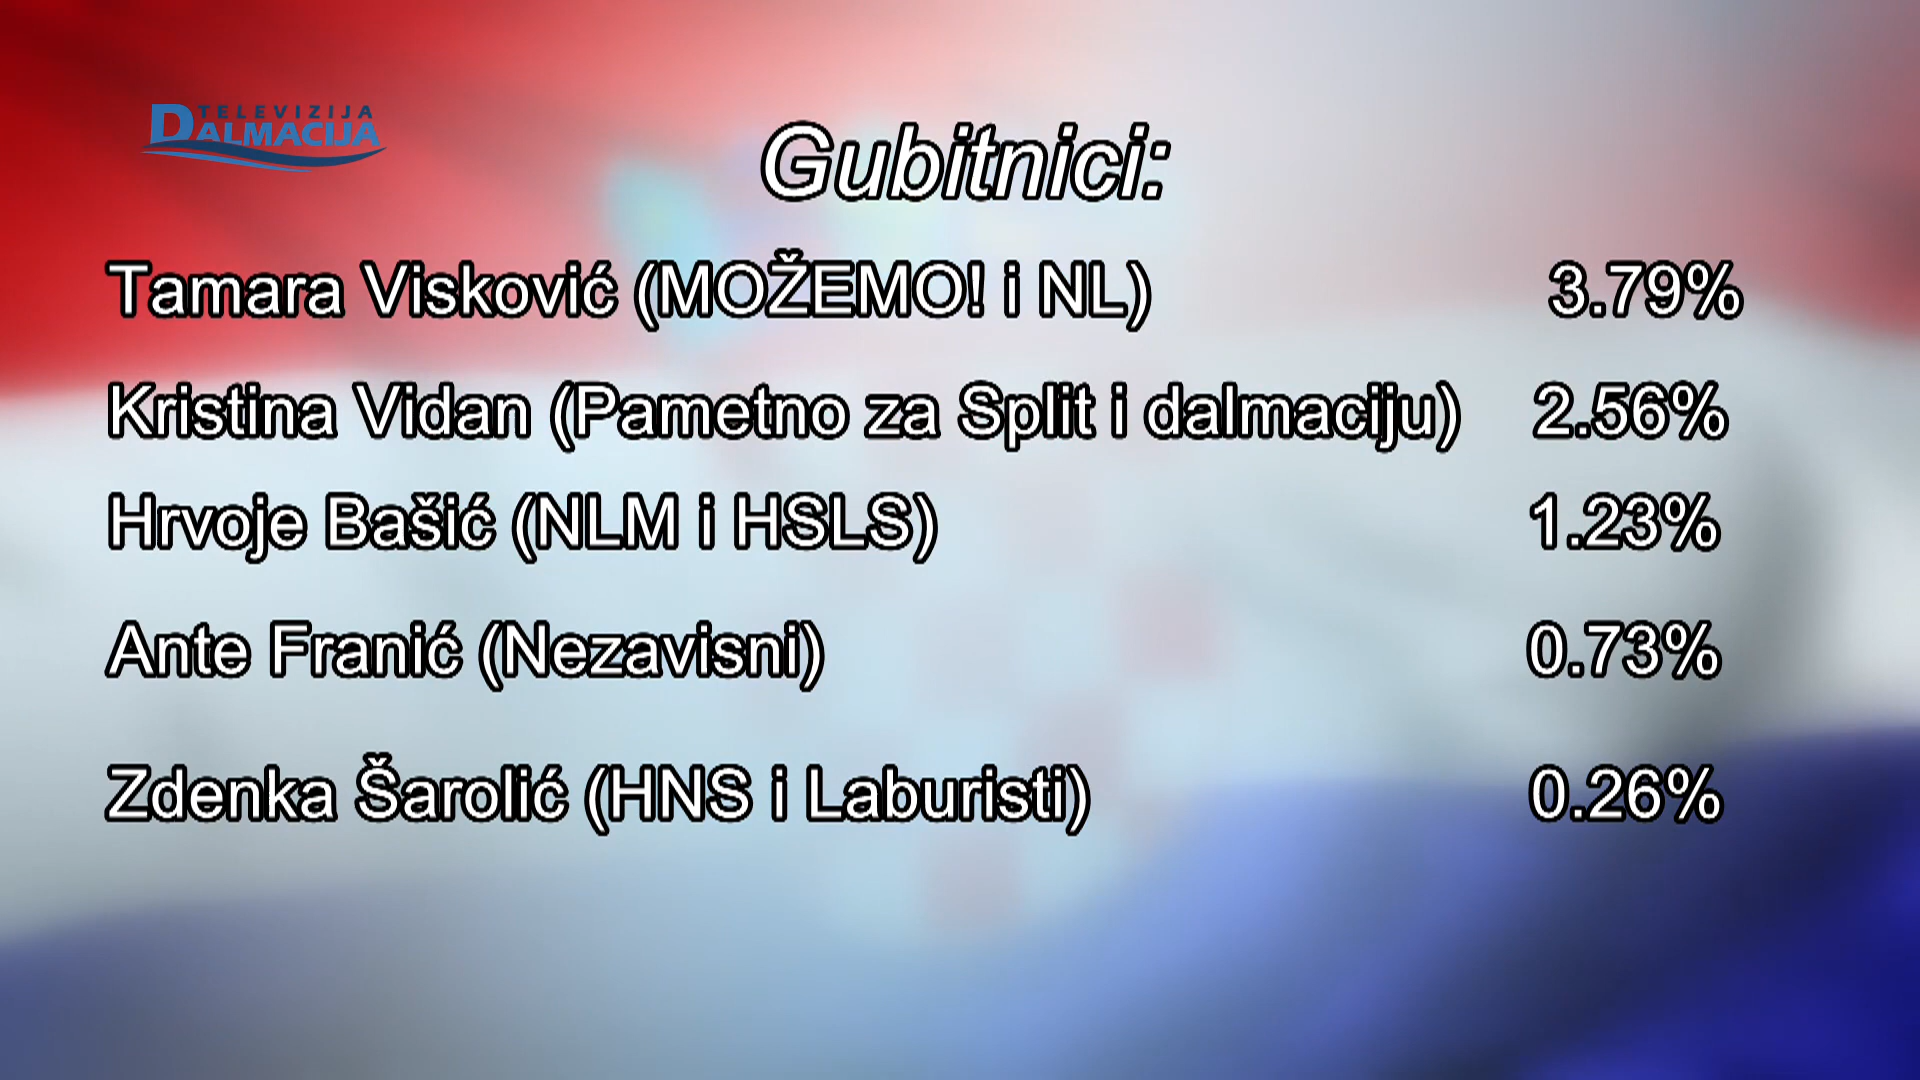 TELEVIZIJA
DALMACIJA
Gubitnici:
Tamara Visković (MOŽEMO! i NL) 3.79%
Kristina Vidan (Pametno za Split i dalmaciju) 2.56%
Hrvoje Bašić (NLM i HSLS) 1.23%
Ante Franić (Nezavisni) 0.73%
Zdenka Šarolić (HNS i Laburisti) 0.26%